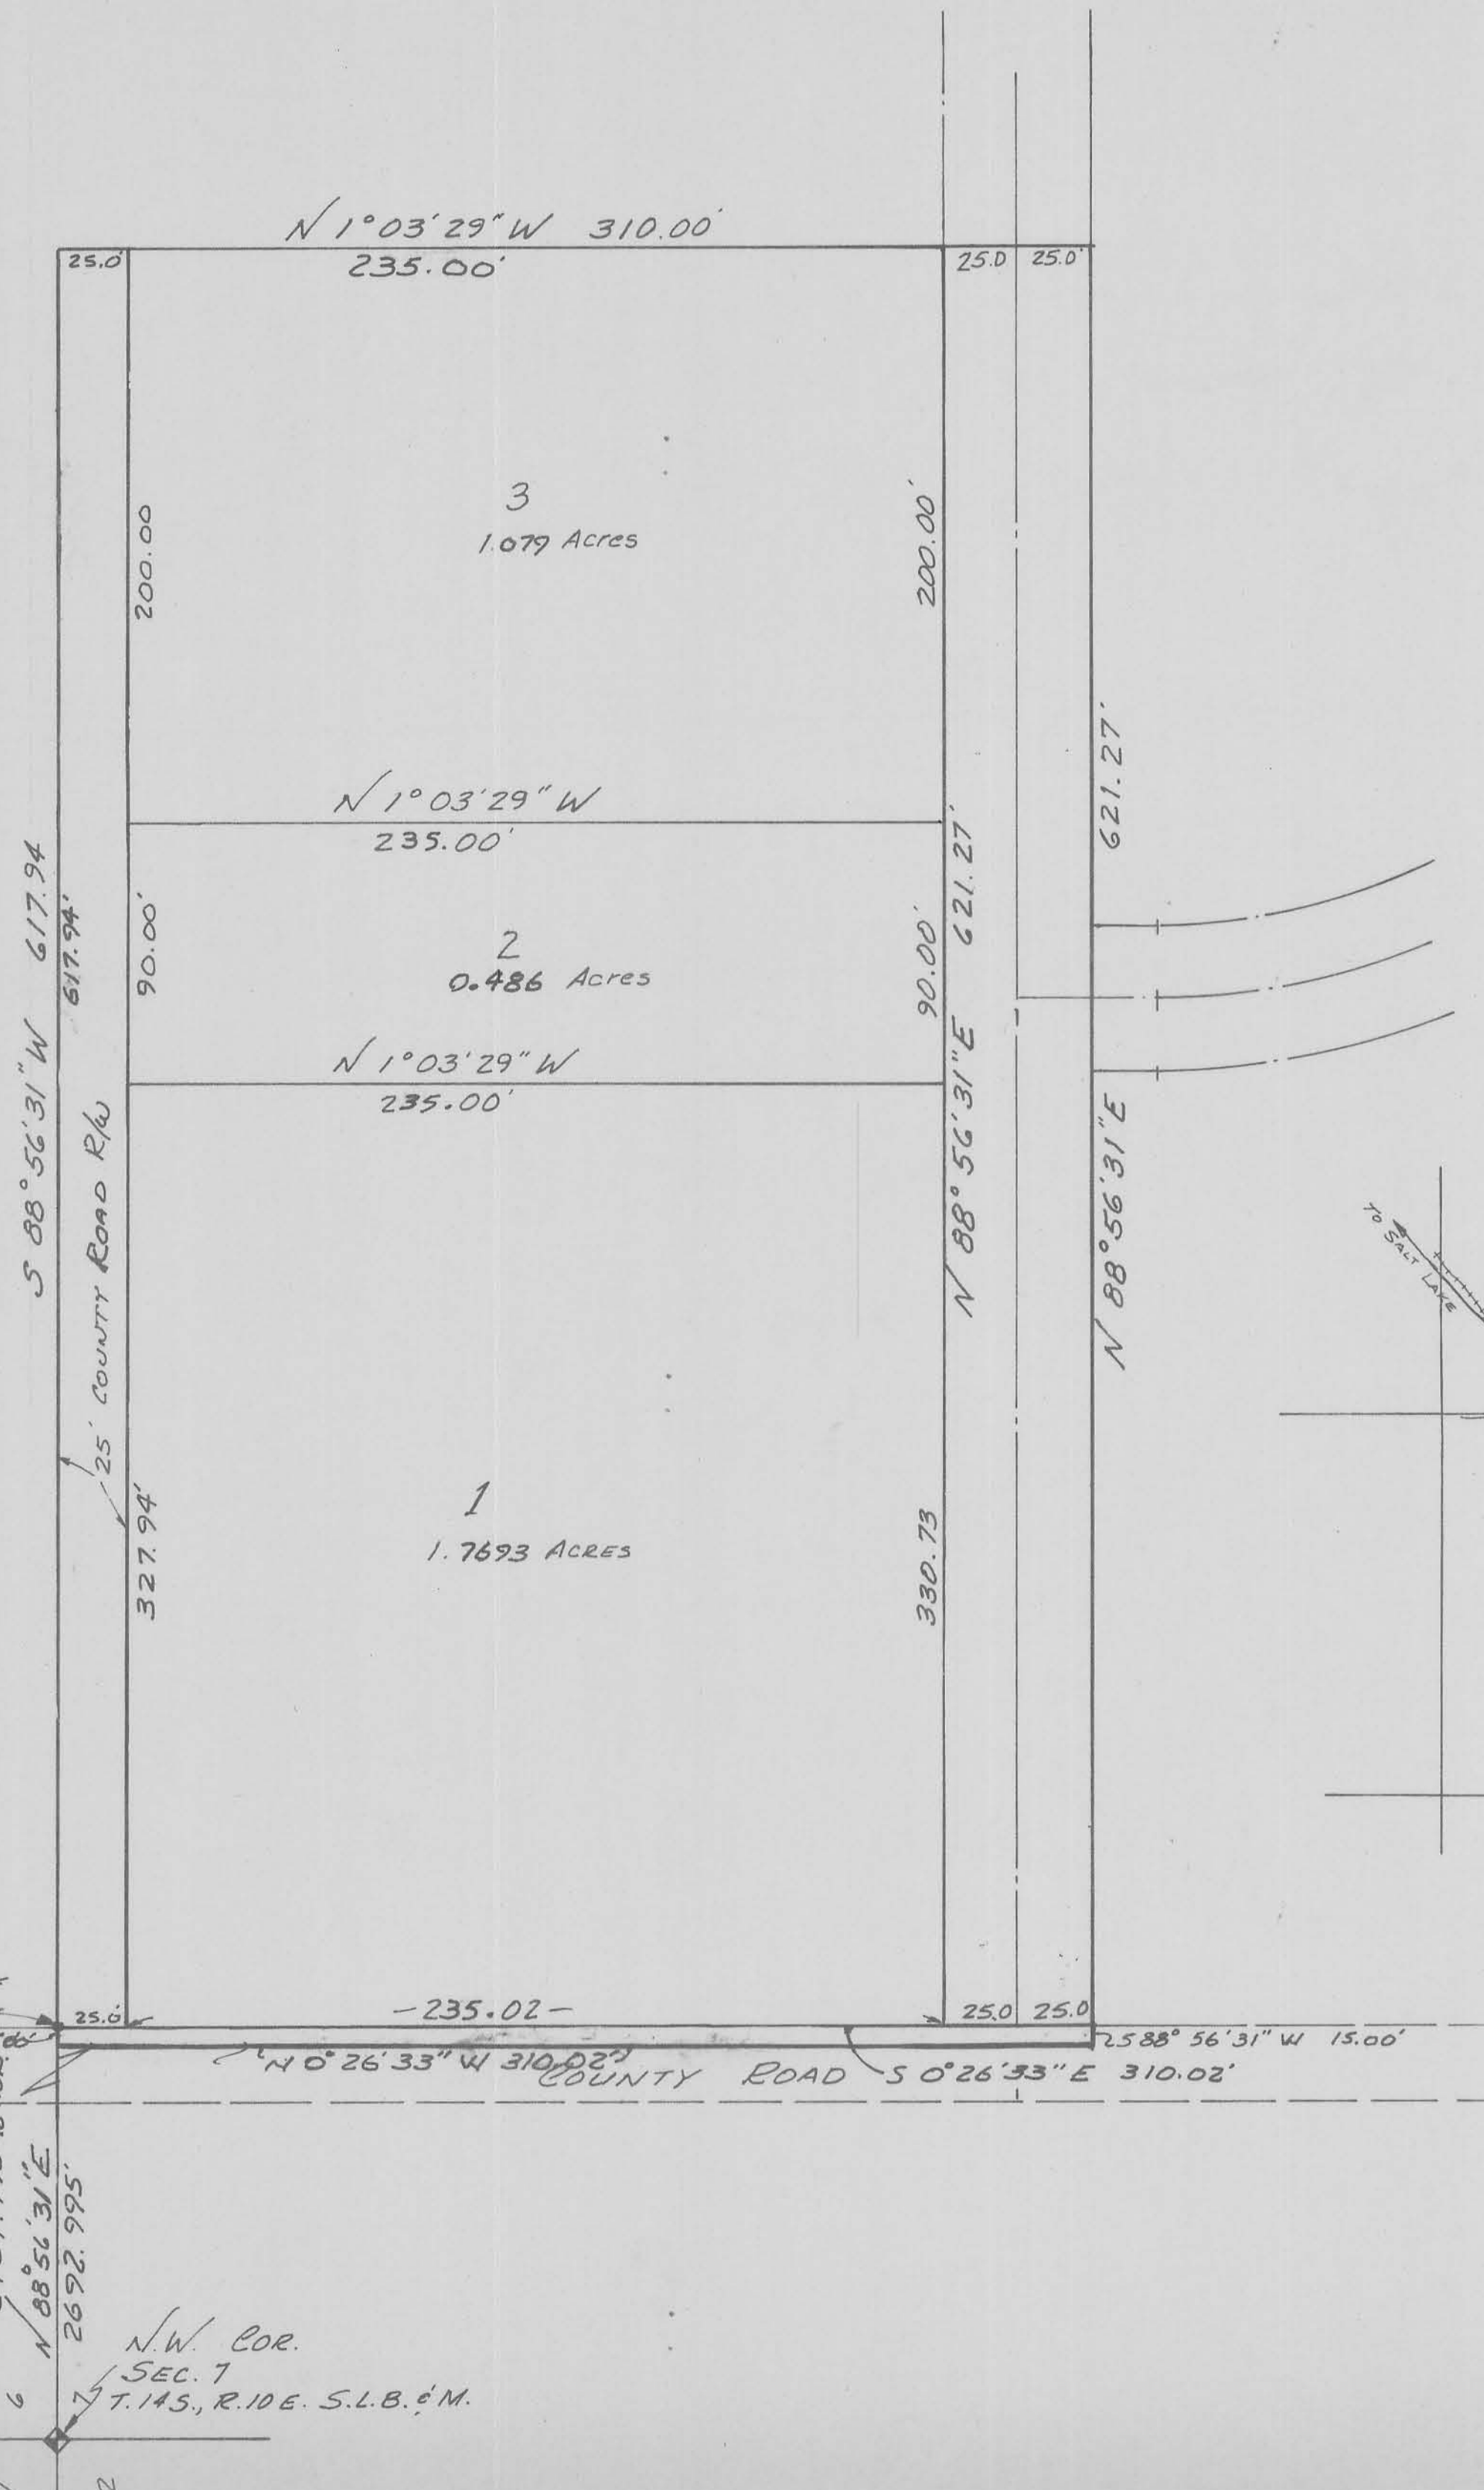 N 1°03'29" W 310.00'
25.0'
235.00'
25.0
25.0'
3
1.079 Acres
200.00
200.00'
N 1°03'29" W
235.00'
621.27'
S 88°56'31" W 617.94
617.94'
90.00'
2
0.486 Acres
90.00'
N 88°56'31" E 621.27'
N 1°03'29" W
235.00'
N 88°56'31" E
25' COUNTY ROAD R/W
TO SALT LAKE
1
1.7693 ACRES
327.94'
330.73
25.0'
-235.02-
25.0
25.0
S 88°56'31" W 15.00'
N 0°26'33" W 310.02'
COUNTY ROAD
S 0°26'33" E 310.02'
N 88°56'31" E
2692.995'
N.W. COR.
SEC. 7
T.14S., R.10E. S.L.B. & M.
6
7